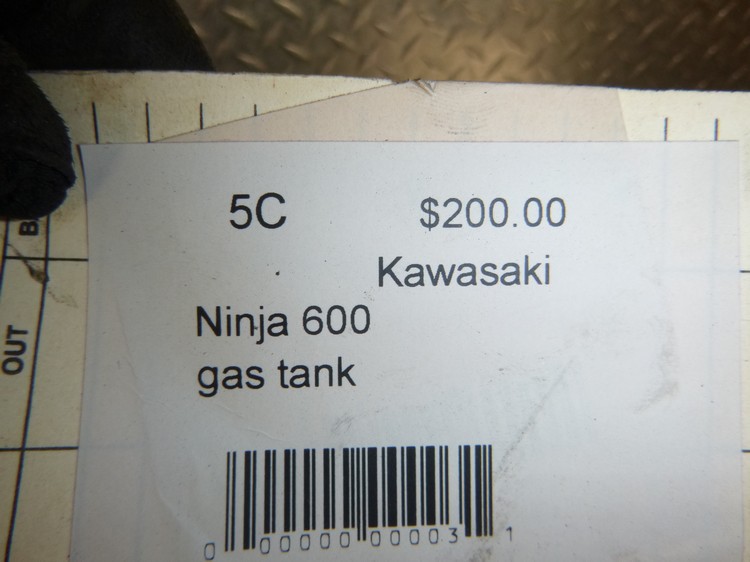 5C $200.00
Kawasaki
Ninja 600
gas tank
0 00000 00003 1
OUT